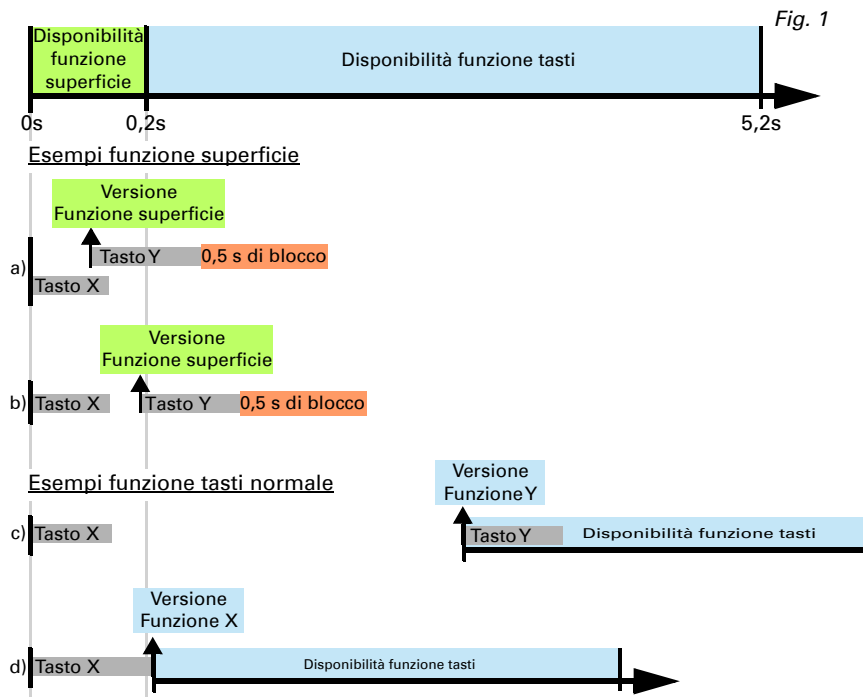 Fig. 1
Disponibilità
funzione
superficie
Disponibilità funzione tasti
0s
0,2s
5,2s
Esempi funzione superficie
Versione
Funzione superficie
a)
Tasto Y
0,5 s di blocco
Tasto X
Versione
Funzione superficie
b)
Tasto X
Tasto Y
0,5 s di blocco
Esempi funzione tasti normale
Versione
Funzione Y
c)
Tasto X
Tasto Y
Disponibilità funzione tasti
Versione
Funzione X
d)
Tasto X
Disponibilità funzione tasti